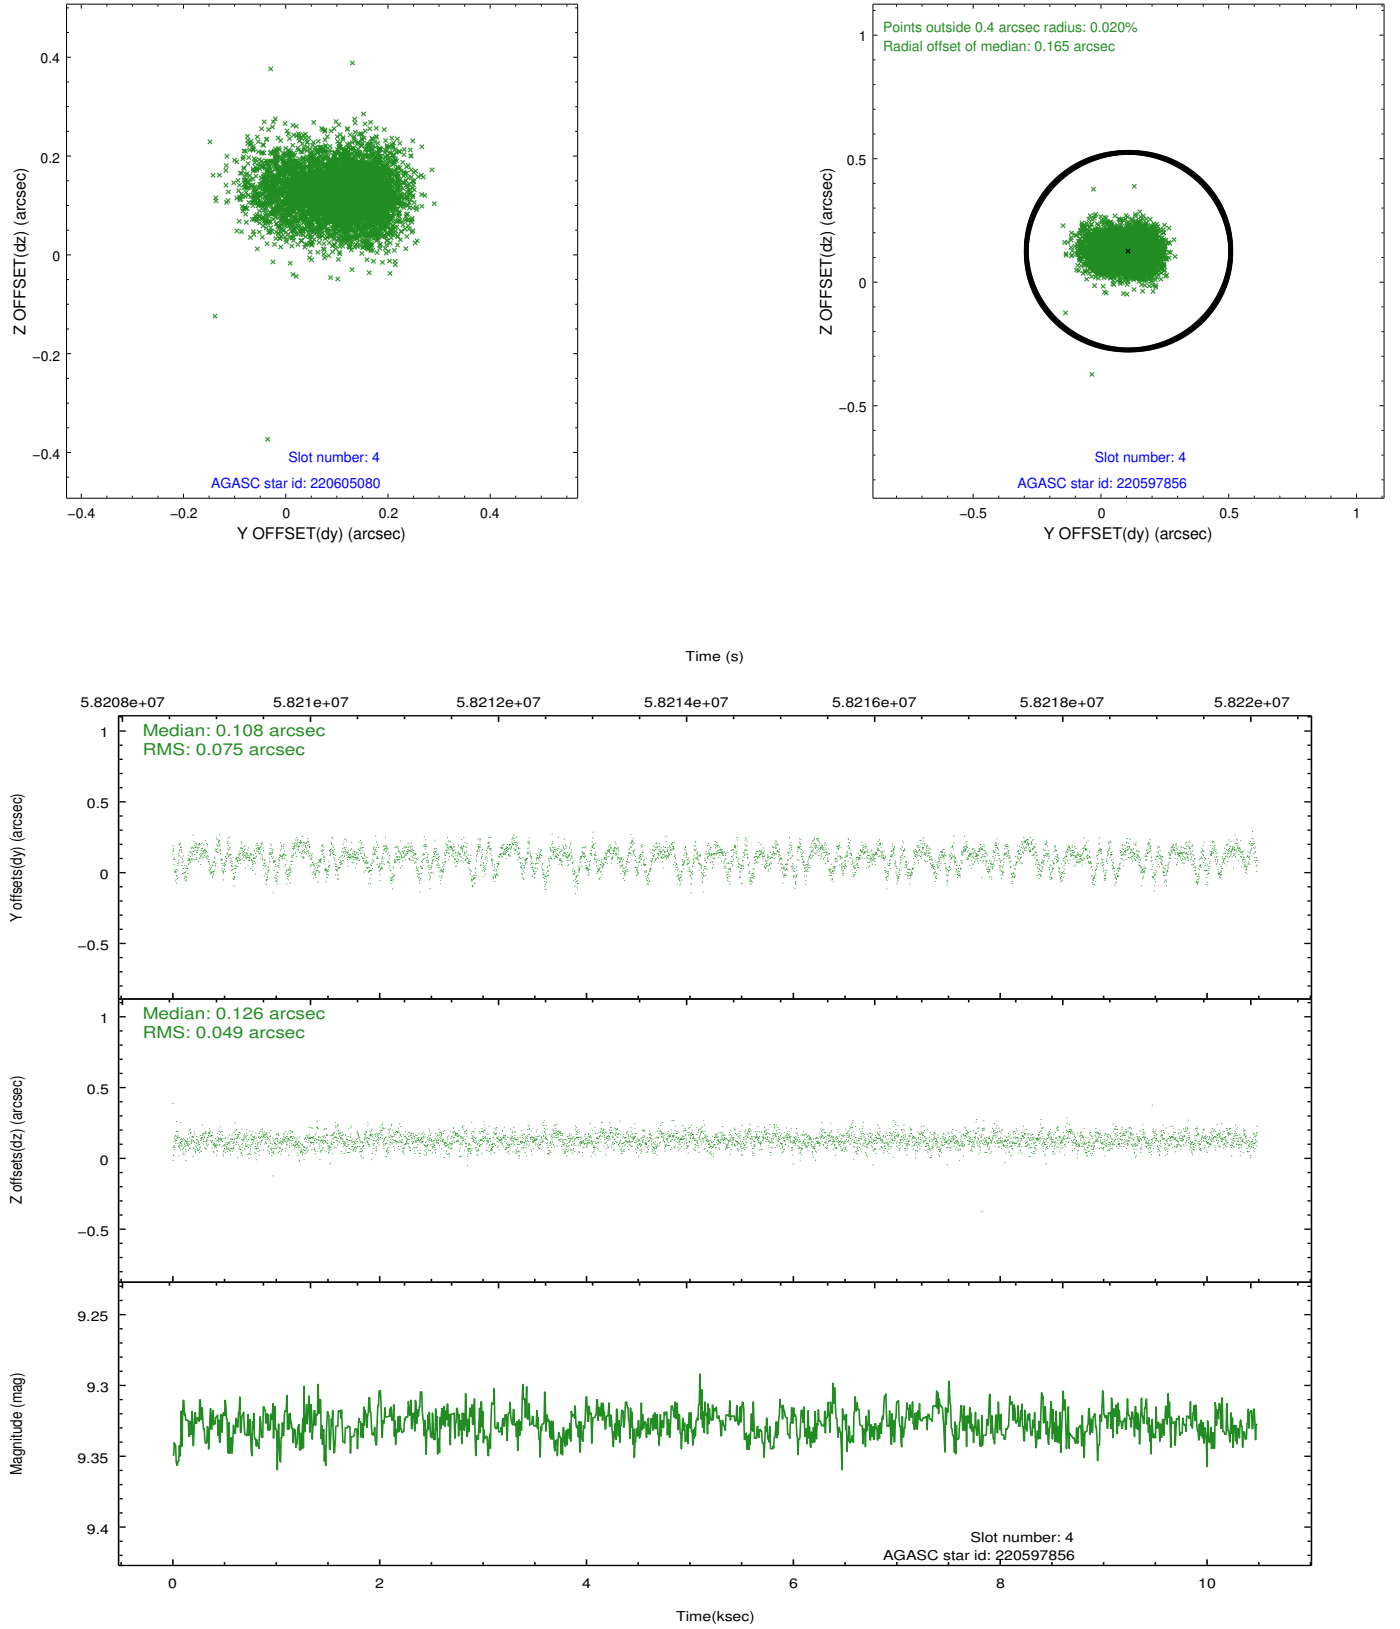 0.4
0.2
0
−0.2
−0.4
Z OFFSET(dz) (arcsec)
Slot number: 4
AGASC star id: 220605080
−0.4 −0.2 0 0.2 0.4
Y OFFSET(dy) (arcsec)
Points outside 0.4 arcsec radius: 0.020%
Radial offset of median: 0.165 arcsec
1
0.5
0
−0.5
Z OFFSET(dz) (arcsec)
Slot number: 4
AGASC star id: 220597856
−0.5 0 0.5 1
Y OFFSET(dy) (arcsec)
Time (s)
5.8208e+07 5.821e+07 5.8212e+07 5.8214e+07 5.8216e+07 5.8218e+07 5.822e+07
Median: 0.108 arcsec
RMS: 0.075 arcsec
1
0.5
0
−0.5
Y offsets(dy) (arcsec)
Median: 0.126 arcsec
RMS: 0.049 arcsec
1
0.5
0
−0.5
Z offsets(dz) (arcsec)
9.25
9.3
9.35
9.4
Magnitude (mag)
Slot number: 4
AGASC star id: 220597856
0 2 4 6 8 10
Time(ksec)